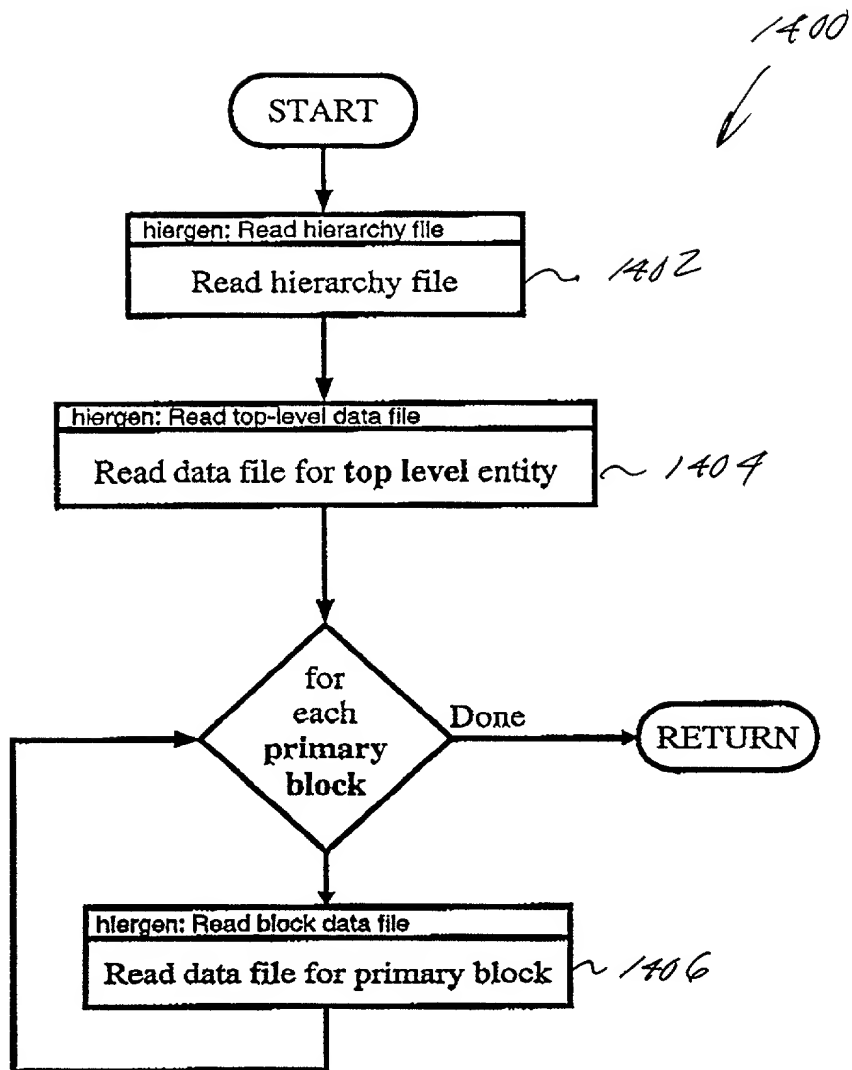 1400
START
hiergen: Read hierarchy file
Read hierarchy file
1402
hiergen: Read top-level data file
Read data file for top level entity
1404
for
each
primary
block
Done
RETURN
hiergen: Read block data file
Read data file for primary block
1406